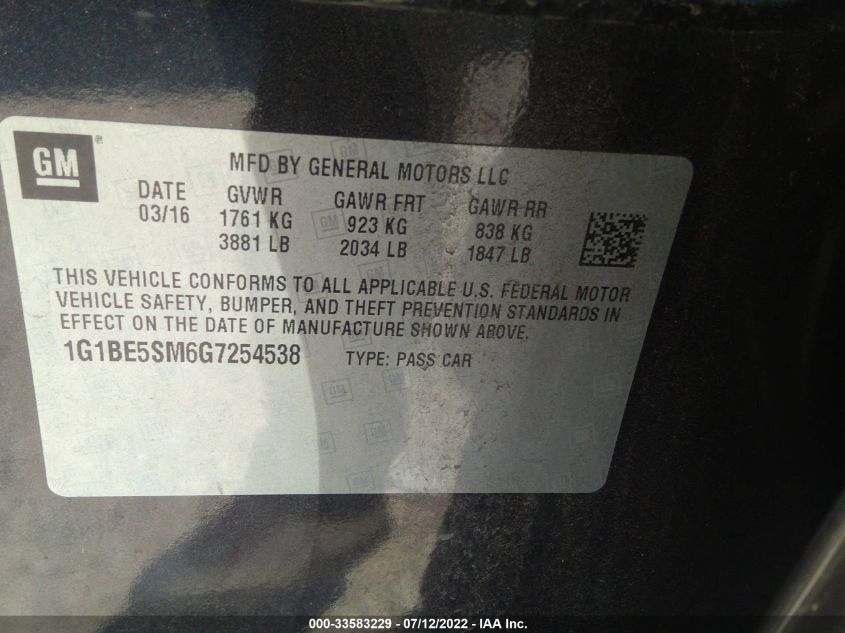 GM®
MFD BY GENERAL MOTORS LLC
DATE GVWR GAWR FRT GAWR RR
03/16 1761 KG 923 KG 838 KG
3881 LB 2034 LB 1847 LB
THIS VEHICLE CONFORMS TO ALL APPLICABLE U.S. FEDERAL MOTOR
VEHICLE SAFETY, BUMPER, AND THEFT PREVENTION STANDARDS IN
EFFECT ON THE DATE OF MANUFACTURE SHOWN ABOVE.
1G1BE5SM6G7254538 TYPE: PASS CAR
000-33583229 - 07/12/2022 - IAA Inc.